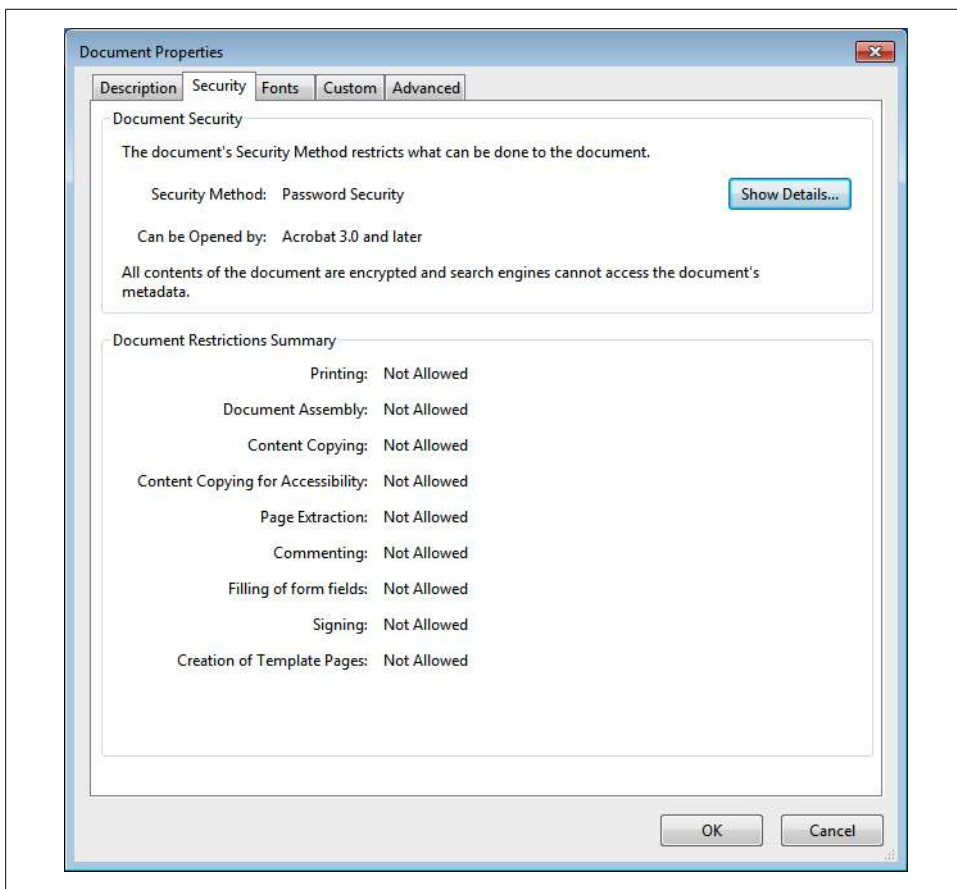 Document Properties
Description Security Fonts Custom Advanced
Document Security
The document's Security Method restricts what can be done to the document.
Security Method: Password Security Show Details...
Can be Opened by: Acrobat 3.0 and later
All contents of the document are encrypted and search engines cannot access the document's
metadata.
Document Restrictions Summary
Printing: Not Allowed
Document Assembly: Not Allowed
Content Copying: Not Allowed
Content Copying for Accessibility: Not Allowed
Page Extraction: Not Allowed
Commenting: Not Allowed
Filling of form fields: Not Allowed
Signing: Not Allowed
Creation of Template Pages: Not Allowed
OK Cancel